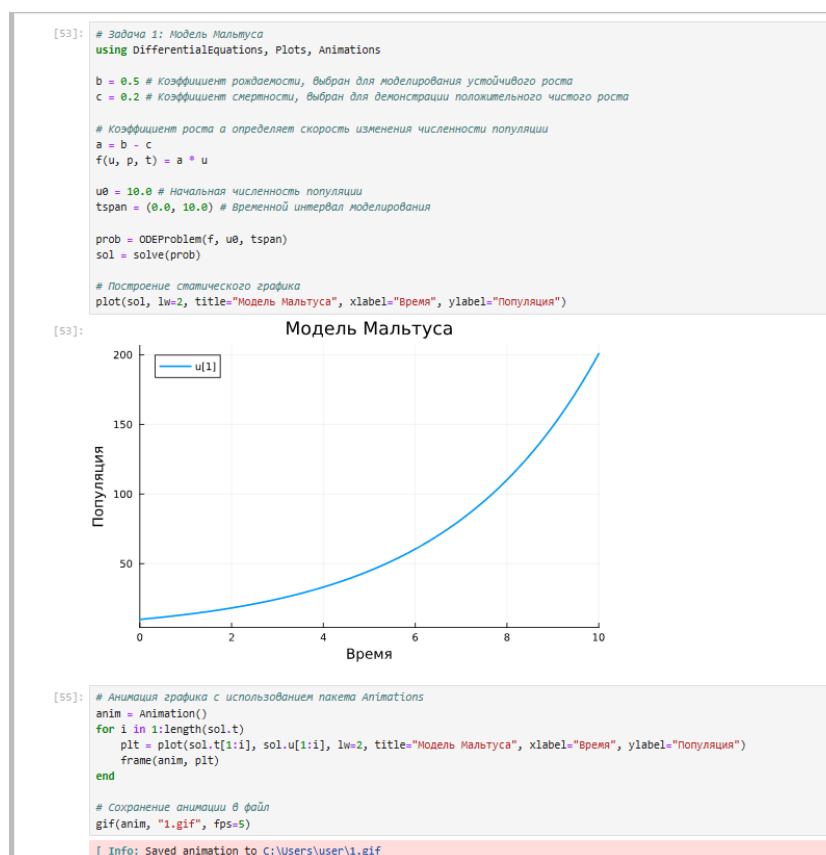 [53]: # Задача 1: Модель Мальтуса
using DifferentialEquations, Plots, Animations
b = 0.5 # Коэффициент рождаемости, выбран для моделирования устойчивого роста
c = 0.2 # Коэффициент смертности, выбран для демонстрации положительного чистого роста
# Коэффициент роста a определяет скорость изменения численности популяции
a = b - c
f(u, p, t) = a * u
u0 = 10.0 # Начальная численность популяции
tspan = (0.0, 10.0) # Временной интервал моделирования
prob = ODEProblem(f, u0, tspan)
sol = solve(prob)
# Построение статического графика
plot(sol, lw=2, title="Модель Мальтуса", xlabel="Время", ylabel="Популяция")
[53]:
Модель Мальтуса
u[1]
200
150
100
50
Популяция
0 2 4 6 8 10
Время
[55]: # Анимация графика с использованием пакета Animations
anim = Animation()
for i in 1:length(sol.t)
plt = plot(sol.t[1:i], sol.u[1:i], lw=2, title="Модель Мальтуса", xlabel="Время", ylabel="Популяция")
frame(anim, plt)
end
# Сохранение анимации в файл
gif(anim, "1.gif", fps=5)
[ Info: Saved animation to C:\Users\user\1.gif